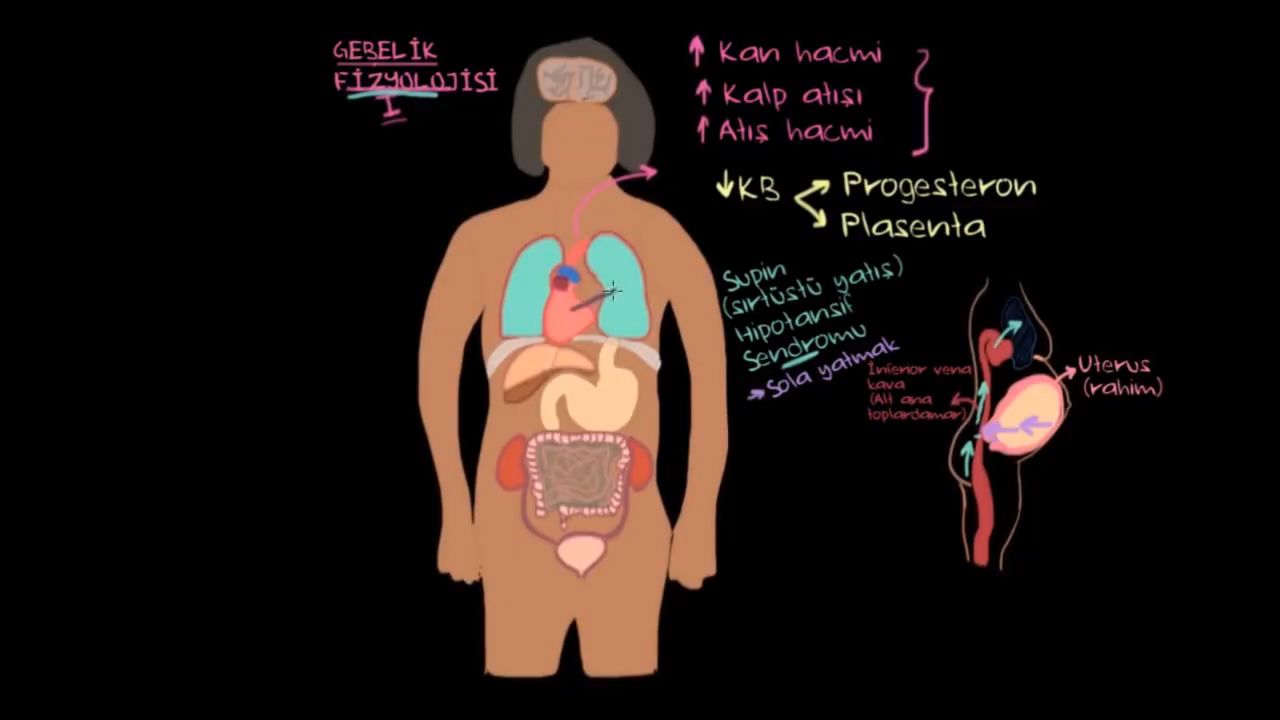 GEBELİK
FİZYOLOJİSİ
I
↑ Kan hacmi
↑ Kalp atışı
↑ Atış hacmi
↓KB
Progesteron
Plasenta
Supin
(sırtüstü yatış)
Hipotansif
Sendromu
→ Sola yatmak
İnferior vena
kava
(Alt ana
toplardamar)
Uterus
(rahim)